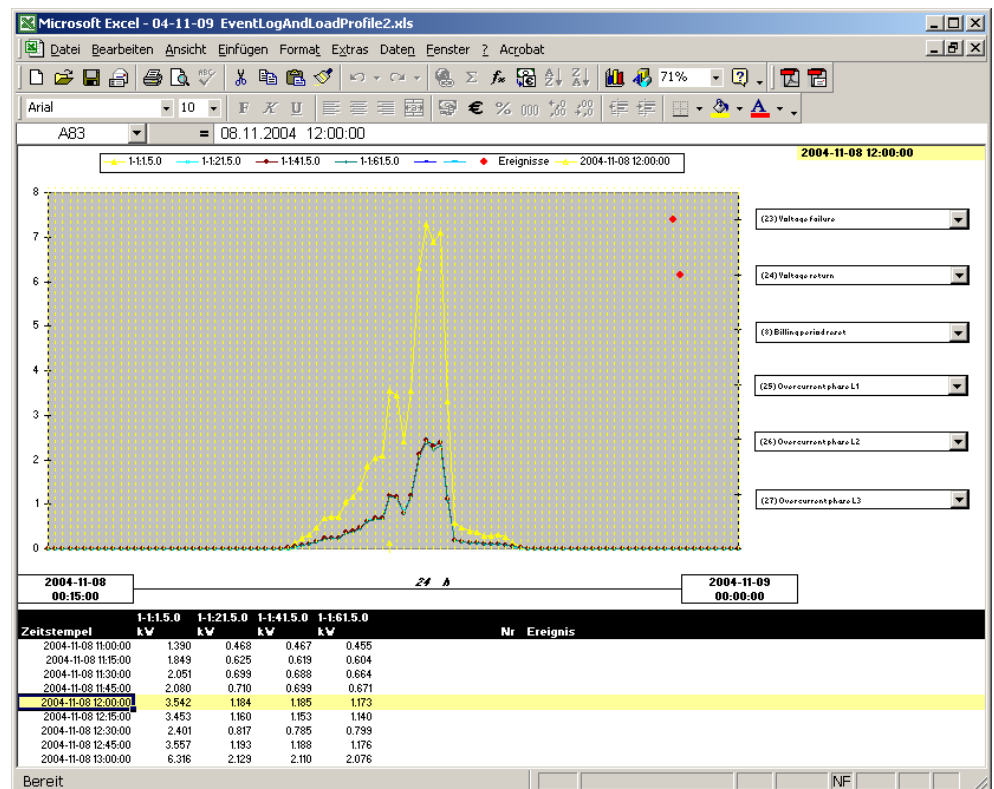 Microsoft Excel - 04-11-09 EventLogAndLoadProfile2.xls
Datei Bearbeiten Ansicht Einfügen Format Extras Daten Fenster ? Acrobat
71%
Arial 10 F K U € % 000
A83 = 08.11.2004 12:00:00
1-1:1.5.0 1-1:21.5.0 1-1:41.5.0 1-1:61.5.0 Ereignisse 2004-11-08 12:00:00
2004-11-08 12:00:00
8
7
6
5
4
3
2
1
0
(23) Voltage failure
(24) Voltage return
(8) Billing period reset
(25) Overcurrent phase L1
(26) Overcurrent phase L2
(27) Overcurrent phase L3
2004-11-08 00:15:00
24 h
2004-11-09 00:00:00
1-1:1.5.0 1-1:21.5.0 1-1:41.5.0 1-1:61.5.0
Zeitstempel kW kW kW kW Nr Ereignis
2004-11-08 11:00:00 1.390 0.468 0.467 0.455
2004-11-08 11:15:00 1.849 0.625 0.619 0.604
2004-11-08 11:30:00 2.051 0.699 0.688 0.664
2004-11-08 11:45:00 2.080 0.710 0.699 0.671
2004-11-08 12:00:00 3.542 1.184 1.185 1.173
2004-11-08 12:15:00 3.453 1.160 1.153 1.140
2004-11-08 12:30:00 2.401 0.817 0.785 0.799
2004-11-08 12:45:00 3.557 1.193 1.188 1.176
2004-11-08 13:00:00 6.316 2.129 2.110 2.076
Bereit NF